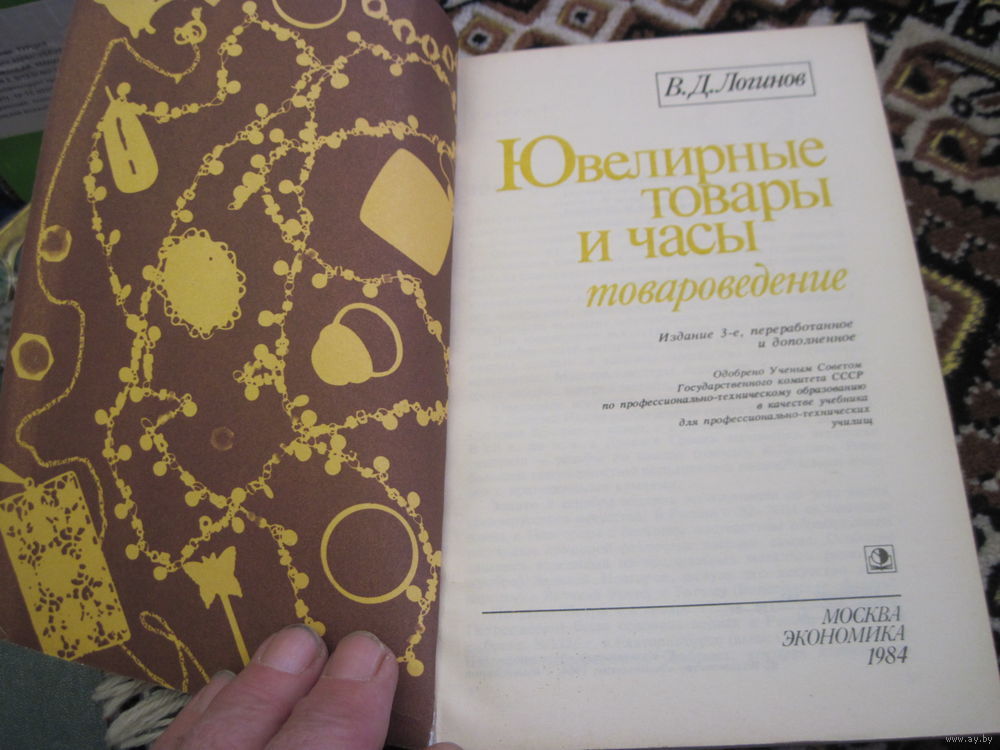 В. Д. Логинов
Ювелирные
товары
и часы
товароведение
Издание 3-е, переработанное
и дополненное
Одобрено Ученым Советом
Государственного комитета СССР
по профессионально-техническому образованию
в качестве учебника
для профессионально-технических
училищ
МОСКВА
ЭКОНОМИКА
1984
www.ay.by